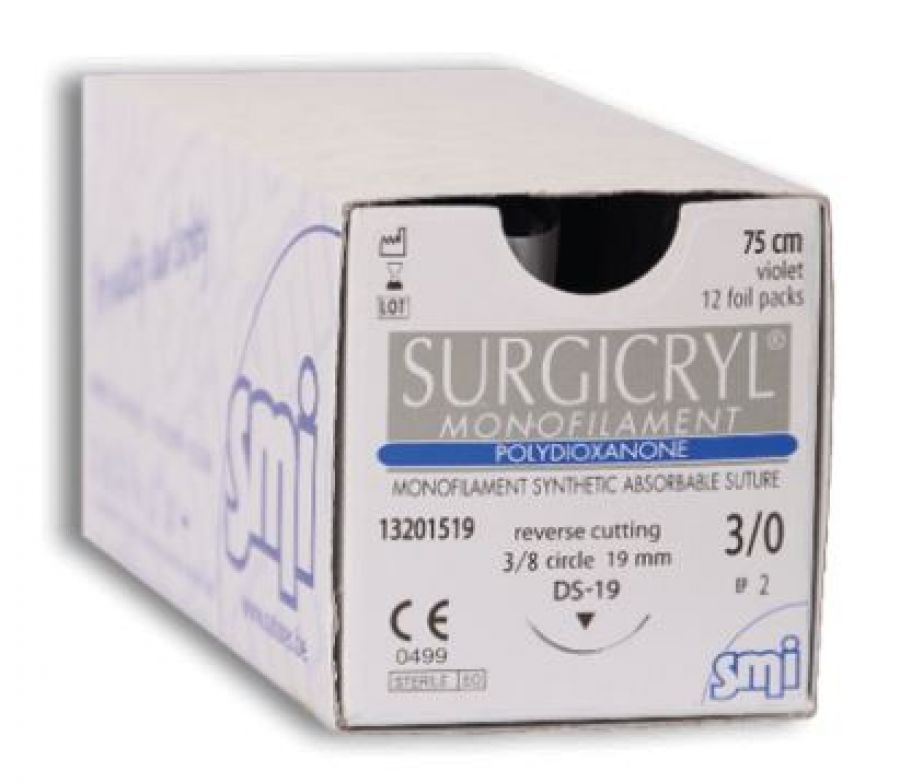 75 cm
violet
12 foil packs
LOT
SURGICRYL®
MONOFILAMENT
POLYDIOXANONE
MONOFILAMENT SYNTHETIC ABSORBABLE SUTURE
13201519
reverse cutting
3/8 circle 19 mm
DS-19
3/0
EP 2
CE
0499
STERILE EO
smi
smi